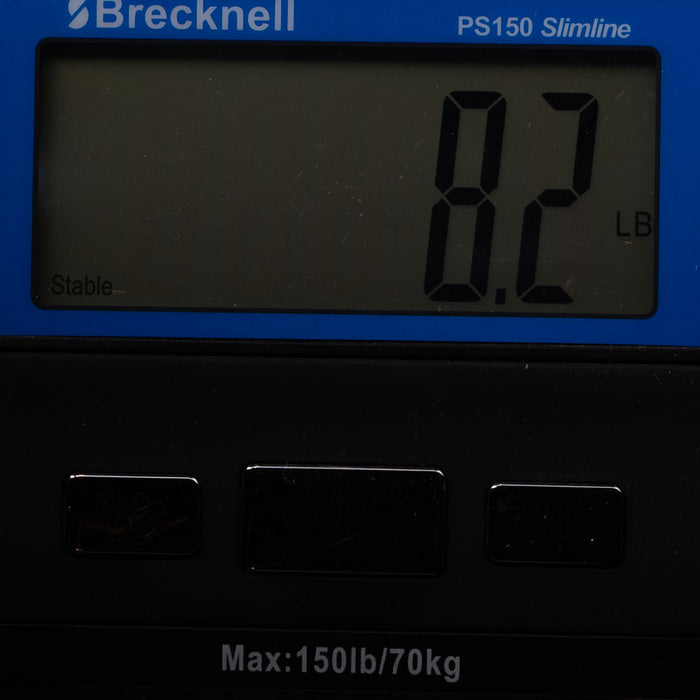 Brecknell
PS150 Slimline
8.2
LB
Stable
Max:150lb/70kg